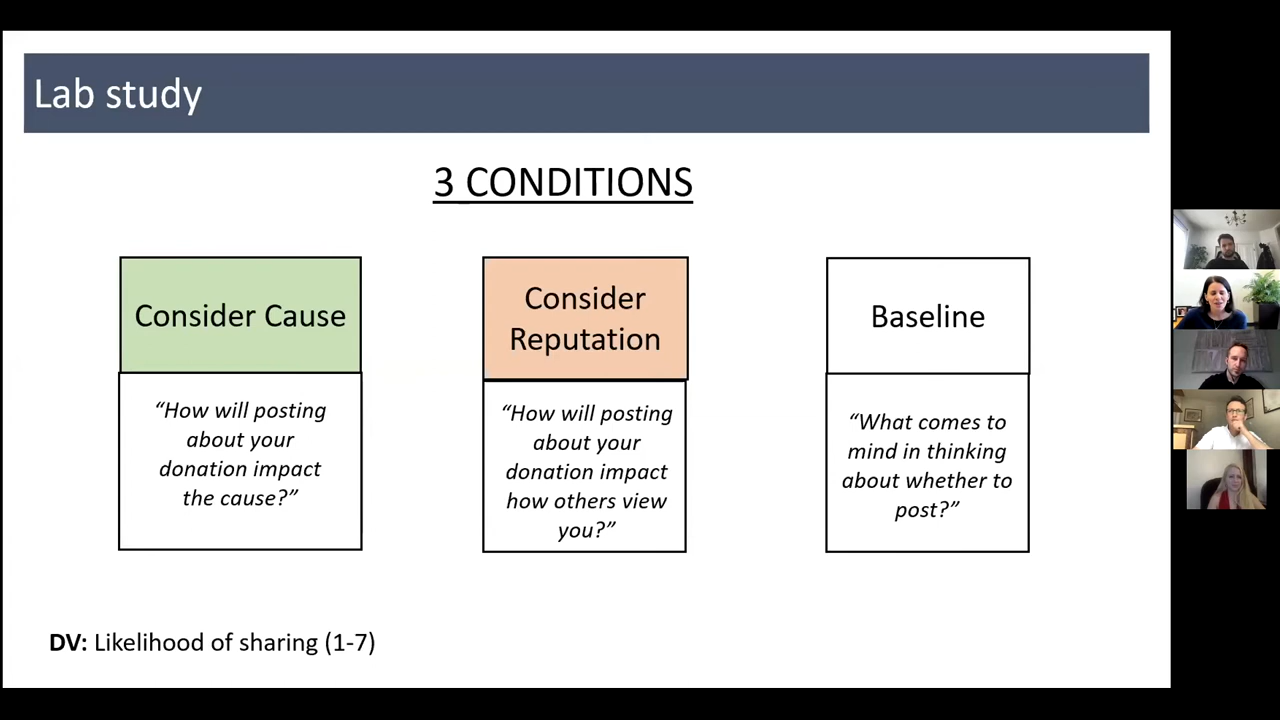 Lab study
3 CONDITIONS
Consider Cause
“How will posting
about your
donation impact
the cause?”
Consider
Reputation
“How will posting
about your
donation impact
how others view
you?”
Baseline
“What comes to
mind in thinking
about whether to
post?”
DV: Likelihood of sharing (1-7)